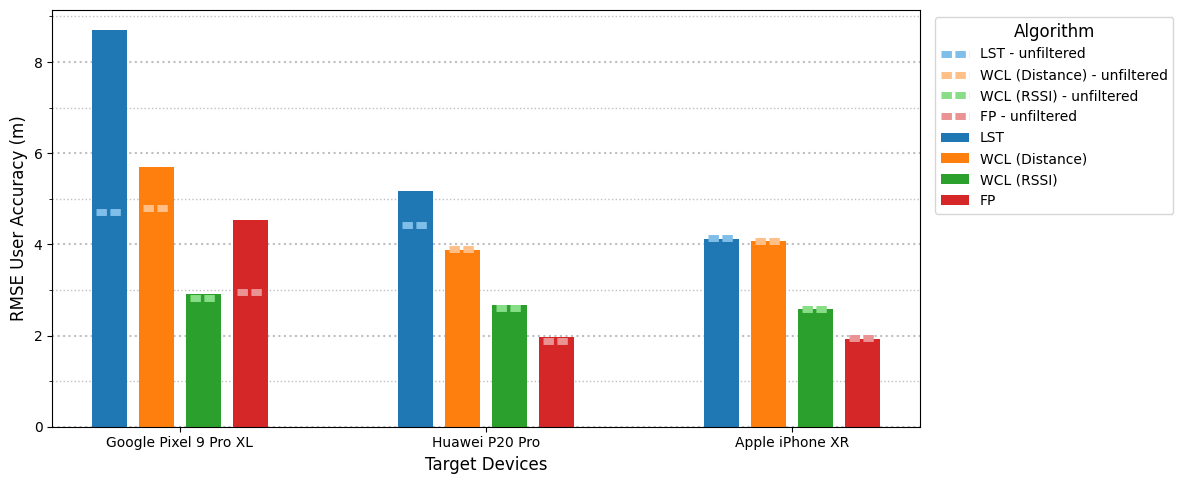 RMSE User Accuracy (m)
8
6
4
2
0
Google Pixel 9 Pro XL
Huawei P20 Pro
Apple iPhone XR
Target Devices
Algorithm
LST - unfiltered
WCL (Distance) - unfiltered
WCL (RSSI) - unfiltered
FP - unfiltered
LST
WCL (Distance)
WCL (RSSI)
FP